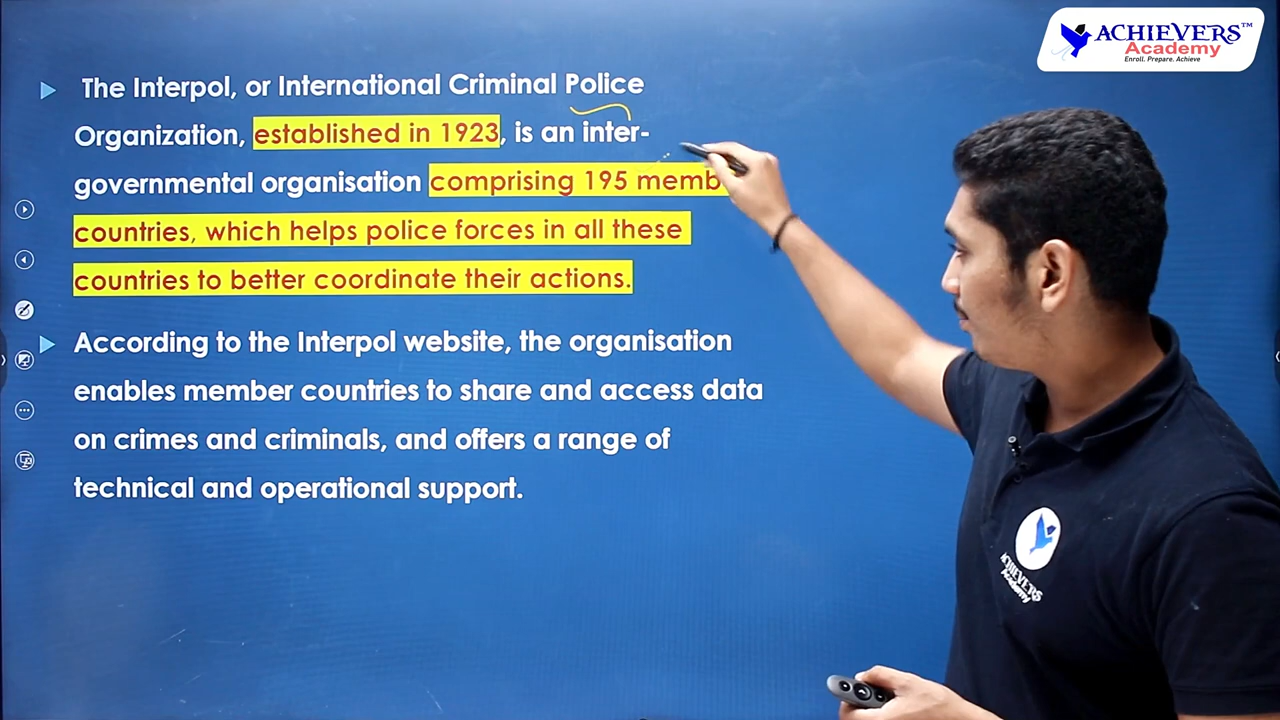 ACHIEVERS™
Academy
Enroll. Prepare. Achieve
The Interpol, or International Criminal Police
Organization, established in 1923, is an inter-
governmental organisation comprising 195 memb
countries, which helps police forces in all these
countries to better coordinate their actions.
According to the Interpol website, the organisation
enables member countries to share and access data
on crimes and criminals, and offers a range of
technical and operational support.
ACHIEVERS
Academy